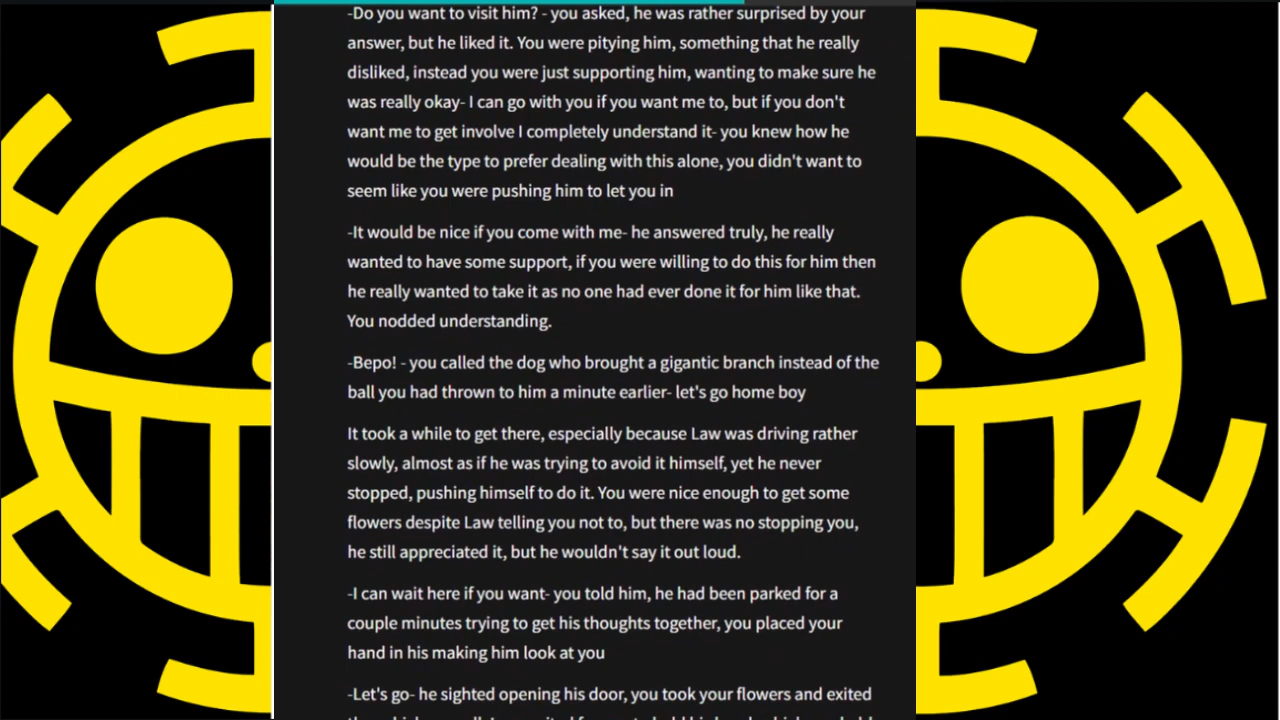 -Do you want to visit him? - you asked, he was rather surprised by your
answer, but he liked it. You were pitying him, something that he really
disliked, instead you were just supporting him, wanting to make sure he
was really okay- I can go with you if you want me to, but if you don't
want me to get involve I completely understand it- you knew how he
would be the type to prefer dealing with this alone, you didn't want to
seem like you were pushing him to let you in
-It would be nice if you come with me- he answered truly, he really
wanted to have some support, if you were willing to do this for him then
he really wanted to take it as no one had ever done it for him like that.
You nodded understanding.
-Bepo! - you called the dog who brought a gigantic branch instead of the
ball you had thrown to him a minute earlier- let's go home boy
It took a while to get there, especially because Law was driving rather
slowly, almost as if he was trying to avoid it himself, yet he never
stopped, pushing himself to do it. You were nice enough to get some
flowers despite Law telling you not to, but there was no stopping you,
he still appreciated it, but he wouldn't say it out loud.
-I can wait here if you want- you told him, he had been parked for a
couple minutes trying to get his thoughts together, you placed your
hand in his making him look at you
-Let's go- he sighted opening his door, you took your flowers and exited